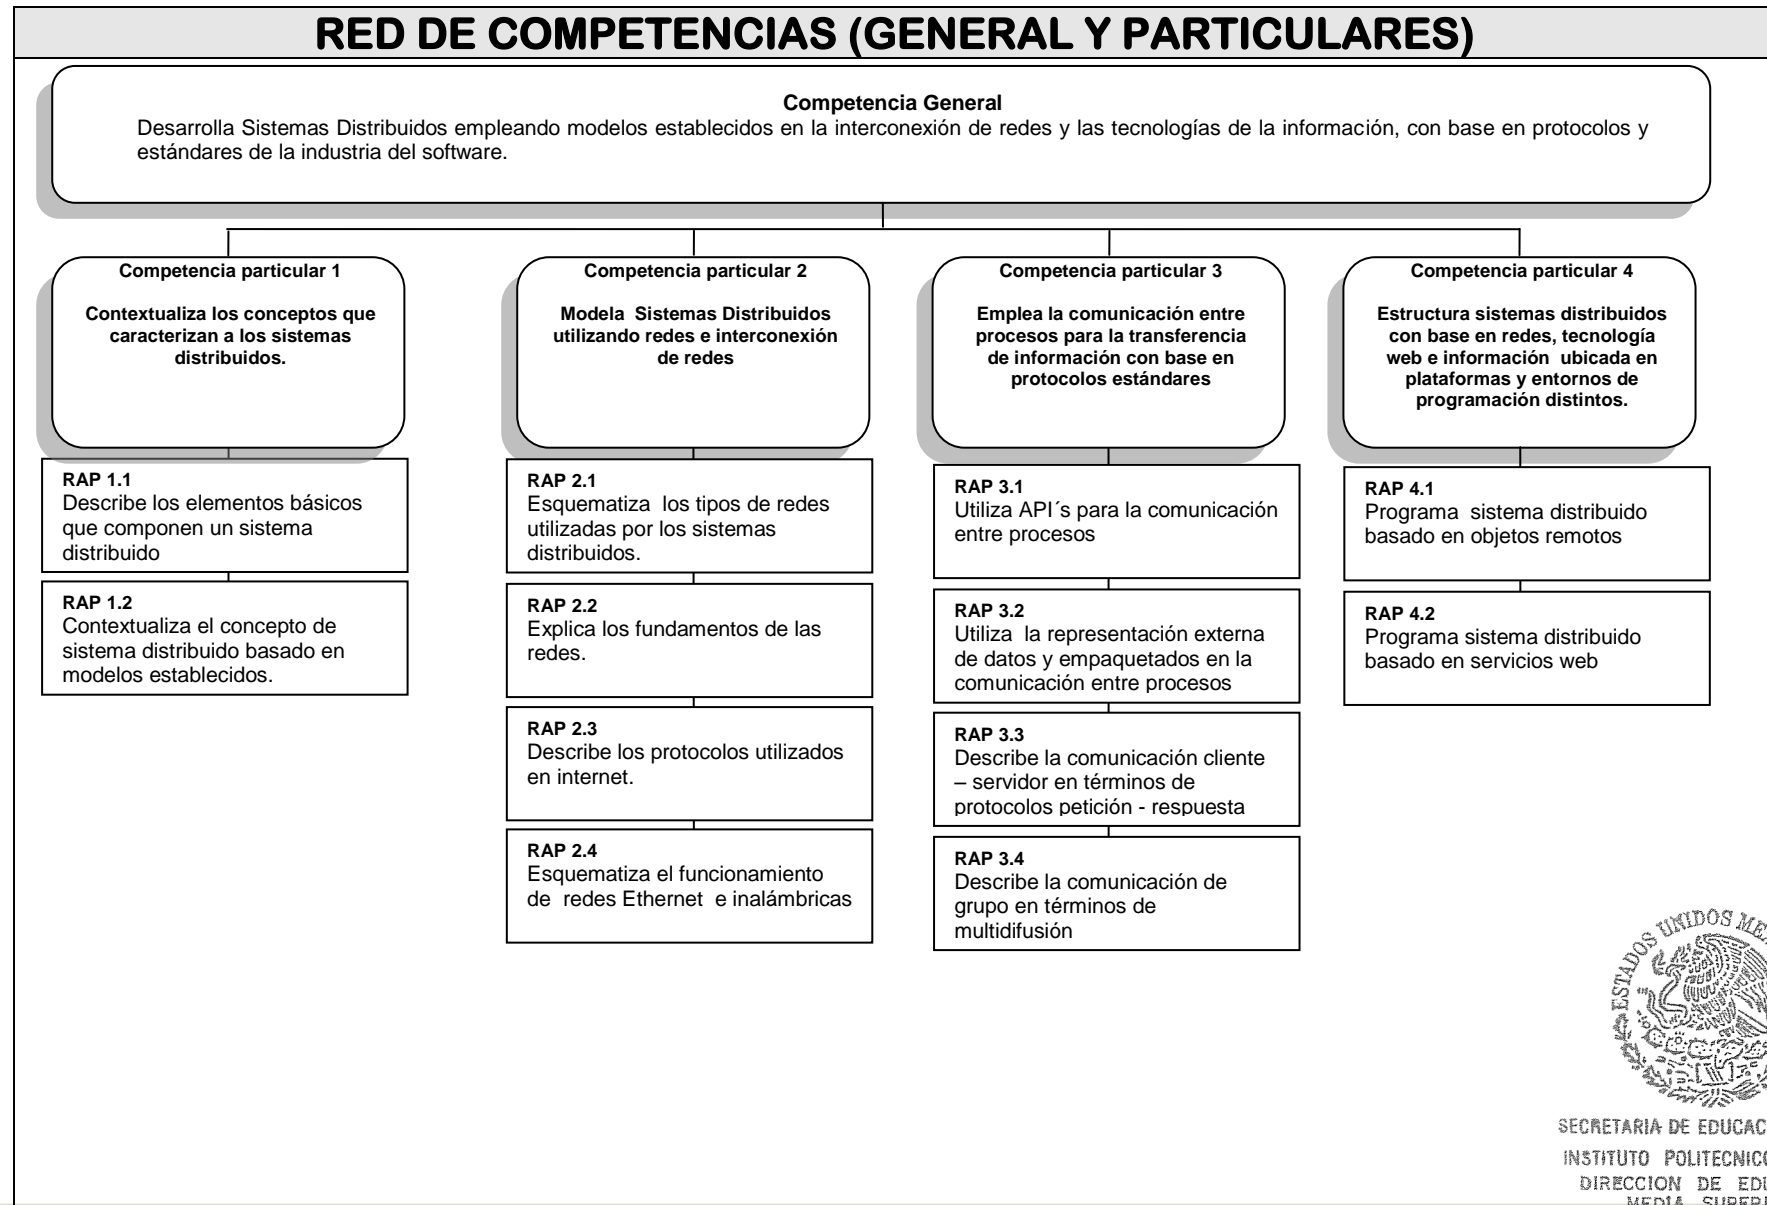 RED DE COMPETENCIAS (GENERAL Y PARTICULARES)
Competencia General
Desarrolla Sistemas Distribuidos empleando modelos establecidos en la interconexión de redes y las tecnologías de la información, con base en protocolos y
estándares de la industria del software.
Competencia particular 1
Contextualiza los conceptos que
caracterizan a los sistemas
distribuidos.
RAP 1.1
Describe los elementos básicos
que componen un sistema
distribuido
RAP 1.2
Contextualiza el concepto de
sistema distribuido basado en
modelos establecidos.
Competencia particular 2
Modela  Sistemas Distribuidos
utilizando redes e interconexión
de redes
RAP 2.1
Esquematiza  los tipos de redes
utilizadas por los sistemas
distribuidos.
RAP 2.2
Explica los fundamentos de las
redes.
RAP 2.3
Describe los protocolos utilizados
en internet.
RAP 2.4
Esquematiza el funcionamiento
de  redes Ethernet  e inalámbricas
Competencia particular 3
Emplea la comunicación entre
procesos para la transferencia
de información con base en
protocolos estándares
RAP 3.1
Utiliza API´s para la comunicación
entre procesos
RAP 3.2
Utiliza  la representación externa
de datos y empaquetados en la
comunicación entre procesos
RAP 3.3
Describe la comunicación cliente
– servidor en términos de
protocolos petición - respuesta
RAP 3.4
Describe la comunicación de
grupo en términos de
multidifusión
Competencia particular 4
Estructura sistemas distribuidos
con base en redes, tecnología
web e información  ubicada en
plataformas y entornos de
programación distintos.
RAP 4.1
Programa  sistema distribuido
basado en objetos remotos
RAP 4.2
Programa sistema distribuido
basado en servicios web
ESTADOS UNIDOS ME
SECRETARIA DE EDUCAC
INSTITUTO POLITECNICO
DIRECCION DE EDU
MEDIA SUPERI